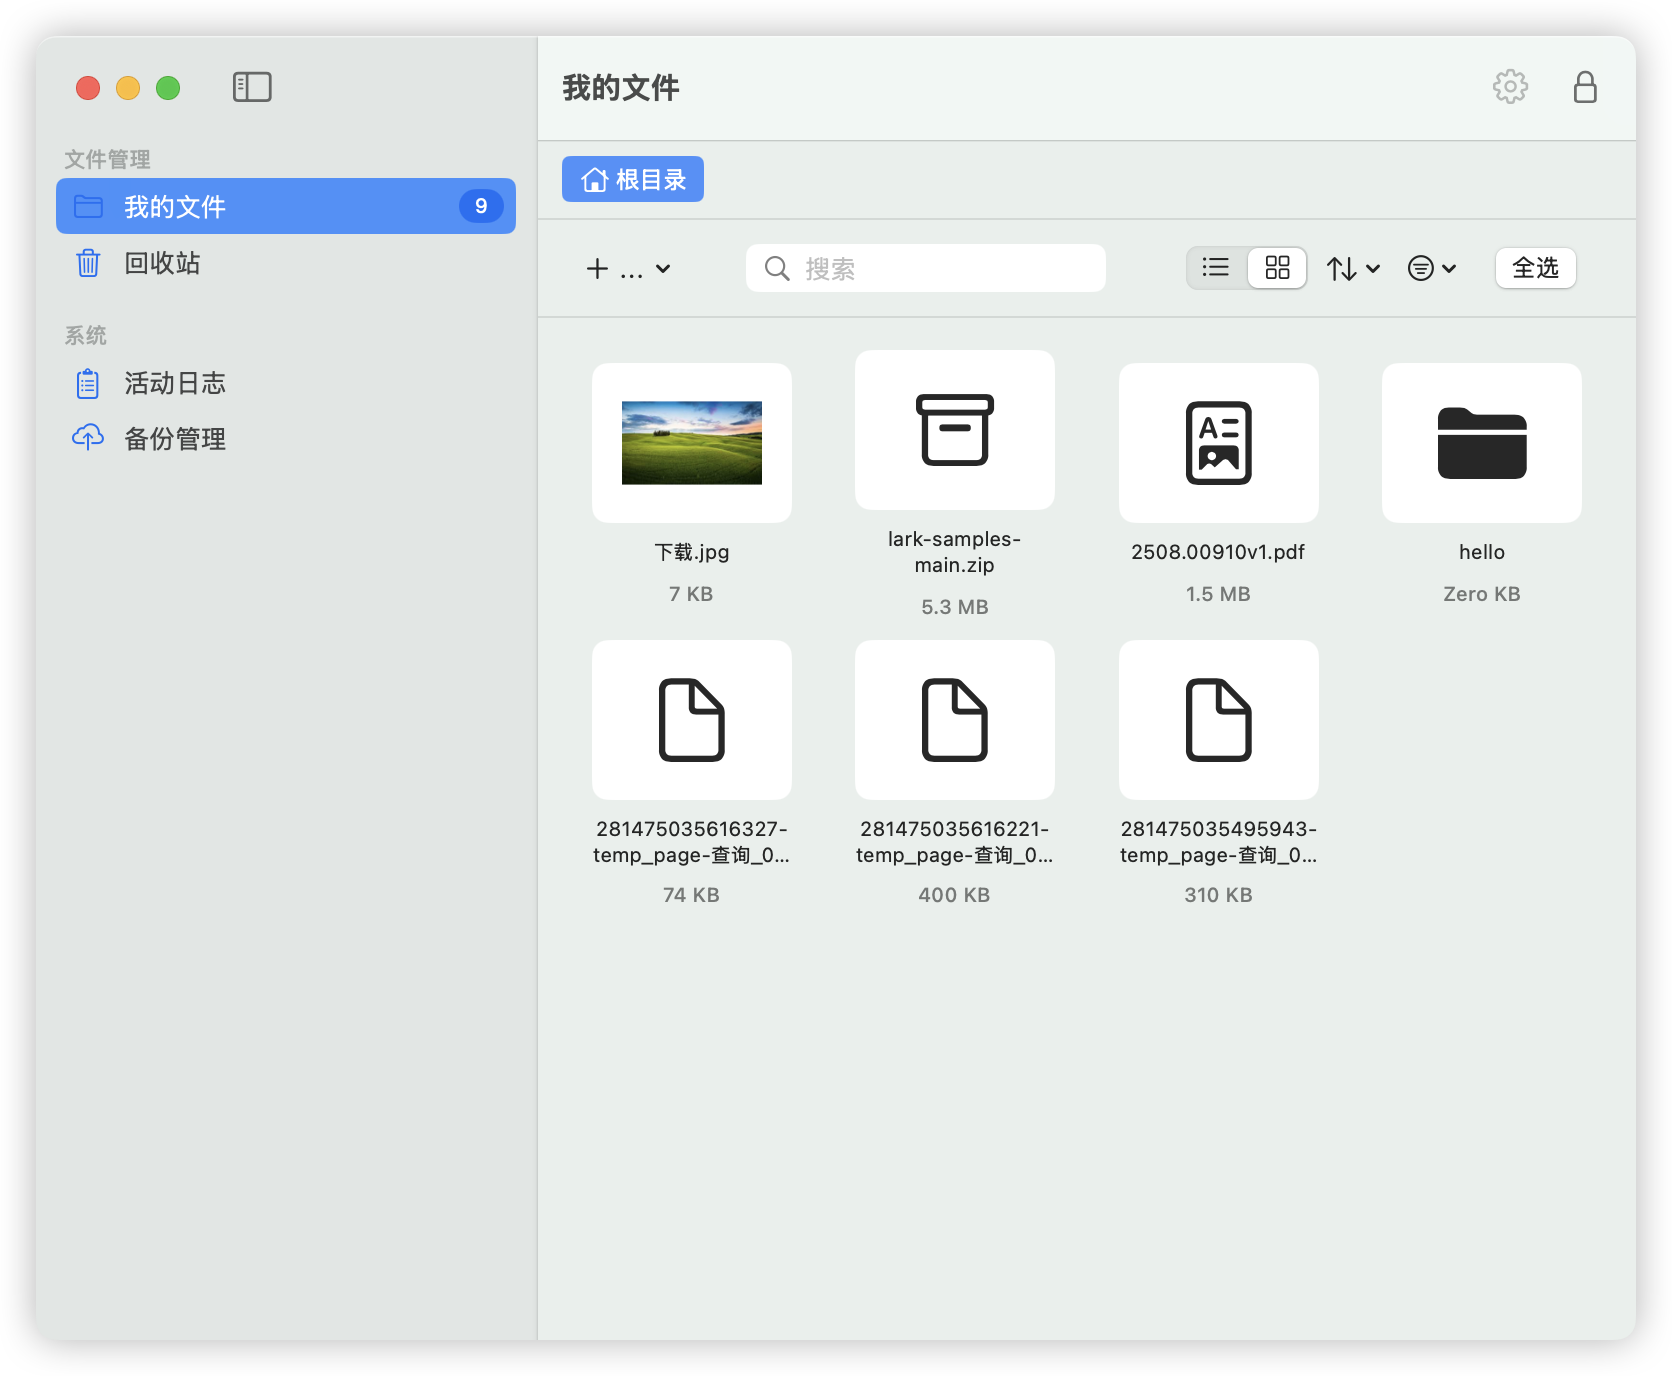 我的文件
文件管理
我的文件 9
回收站
系统
活动日志
备份管理
根目录
+ ...
搜索
全选
下载.jpg
7 KB
lark-samples-
main.zip
5.3 MB
2508.00910v1.pdf
1.5 MB
hello
Zero KB
281475035616327-
temp_page-查询_0...
74 KB
281475035616221-
temp_page-查询_0...
400 KB
281475035495943-
temp_page-查询_0...
310 KB